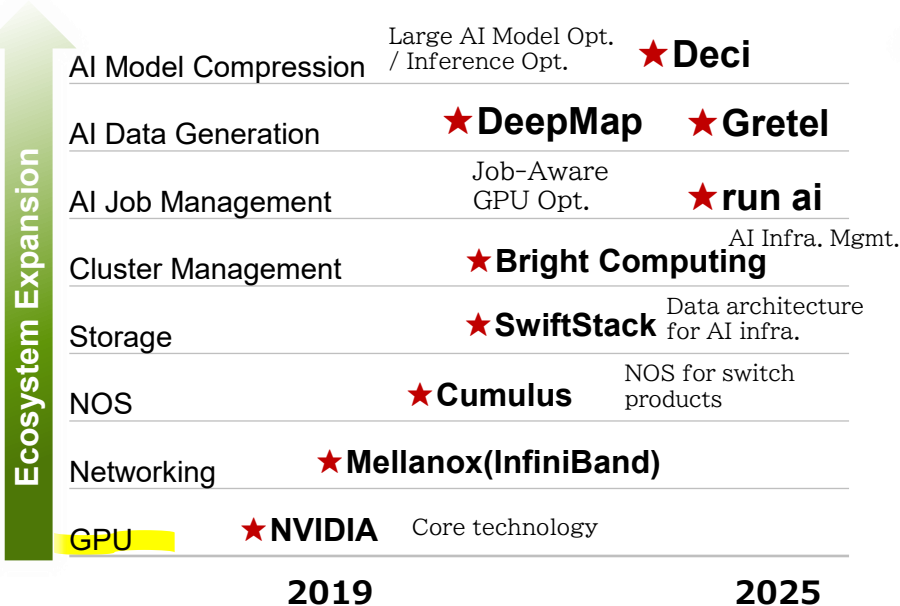 Ecosystem Expansion
AI Model Compression
Large AI Model Opt.
/ Inference Opt.
★Deci
AI Data Generation
★DeepMap
★Gretel
AI Job Management
Job-Aware
GPU Opt.
★run ai
Cluster Management
★Bright Computing
AI Infra. Mgmt.
Storage
★SwiftStack
Data architecture
for AI infra.
NOS
★Cumulus
NOS for switch
products
Networking
★Mellanox(InfiniBand)
GPU
★NVIDIA
Core technology
2019
2025